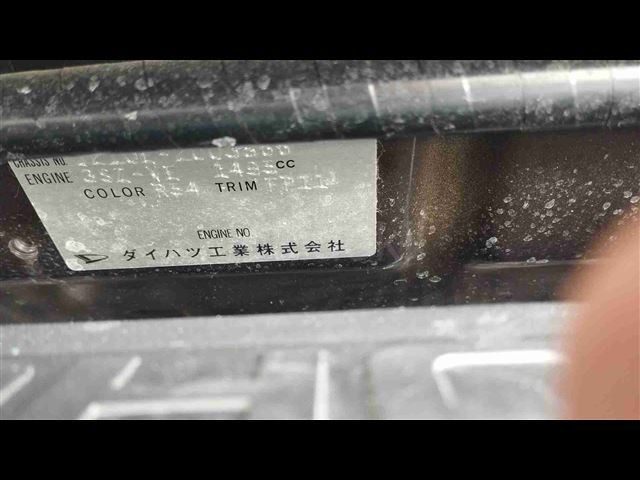 CHASSIS NO.
ENGINE 3SZ-VE 1495 CC
COLOR TRIM
ENGINE NO
ダイハツ工業株式会社